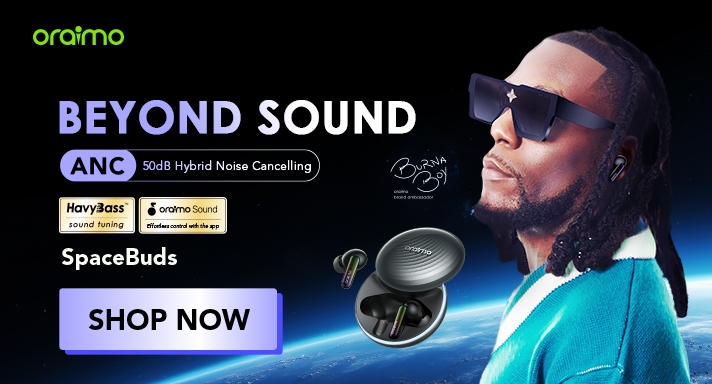 oraimo
BEYOND SOUND
ANC 50dB Hybrid Noise Cancelling
BURNA BOY
oraimo
brand ambassador
HavyBass™
sound tuning
oraimo Sound
Effortless control with the app
SpaceBuds
oraimo
SHOP NOW